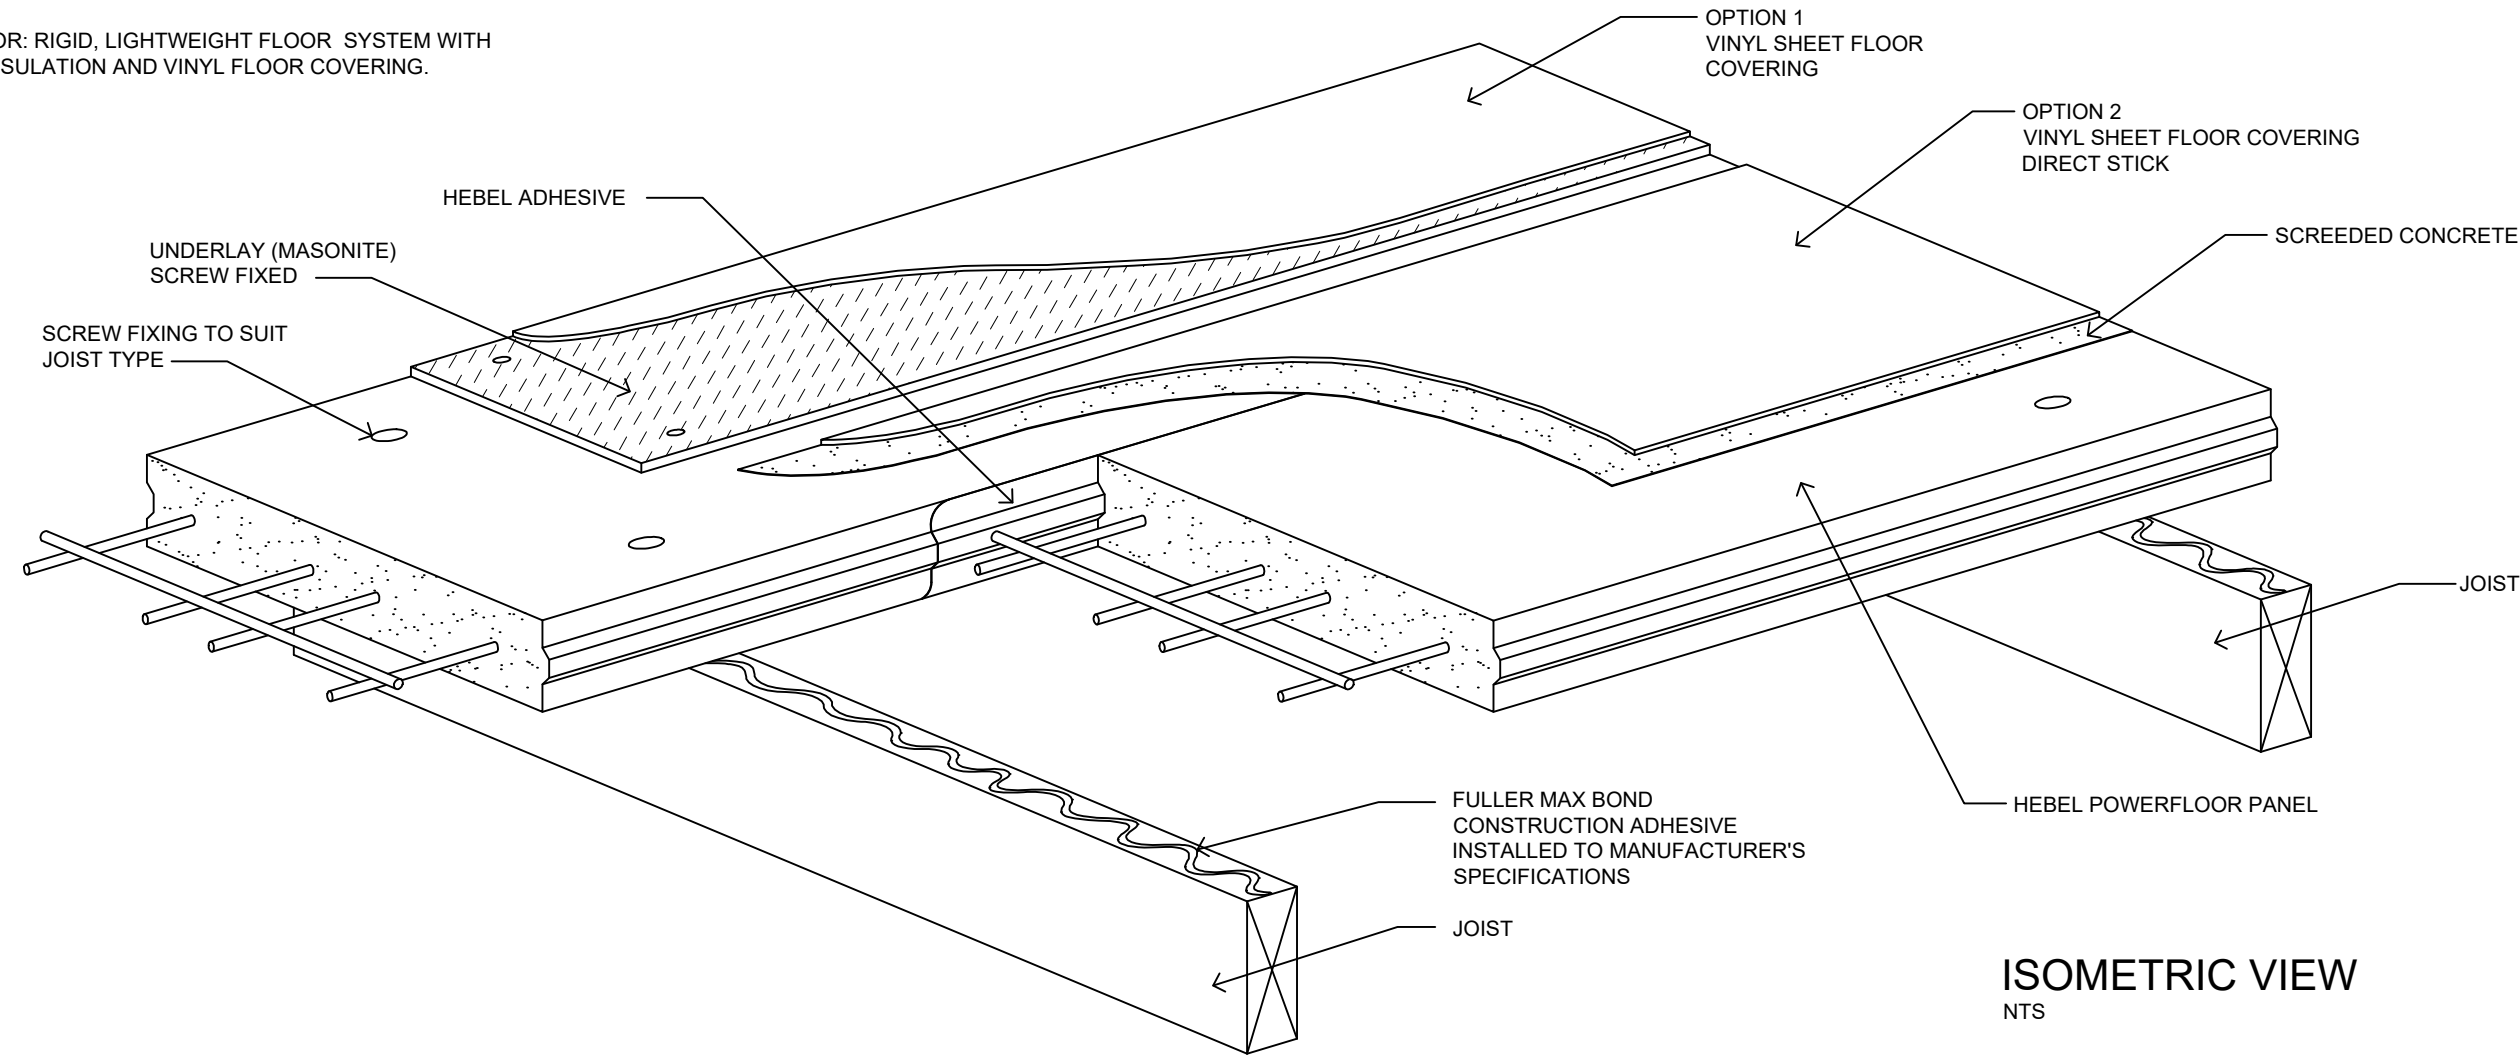 OR: RIGID, LIGHTWEIGHT FLOOR SYSTEM WITH
SULATION AND VINYL FLOOR COVERING.
OPTION 1
VINYL SHEET FLOOR
COVERING
OPTION 2
VINYL SHEET FLOOR COVERING
DIRECT STICK
HEBEL ADHESIVE
SCREEDED CONCRETE
UNDERLAY (MASONITE)
SCREW FIXED
SCREW FIXING TO SUIT
JOIST TYPE
JOIST
FULLER MAX BOND
CONSTRUCTION ADHESIVE
INSTALLED TO MANUFACTURER'S
SPECIFICATIONS
HEBEL POWERFLOOR PANEL
JOIST
ISOMETRIC VIEW
NTS